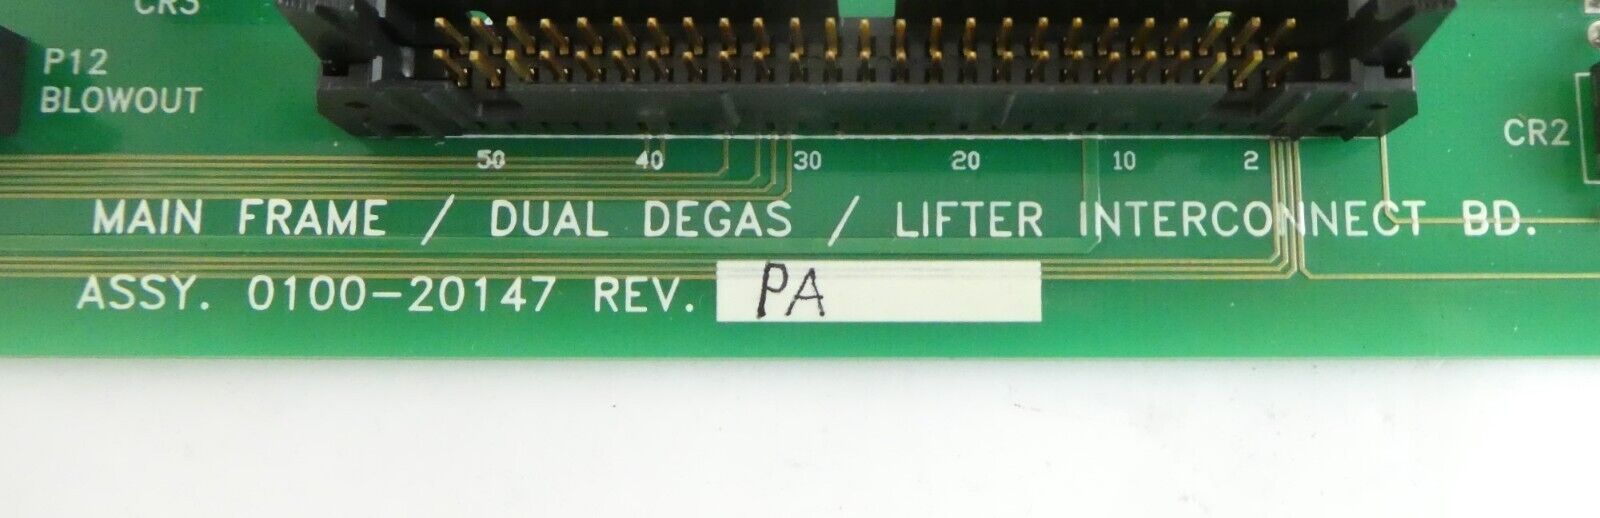 CR3
P12
BLOWOUT
50 40 30 20 10 2
CR2
MAIN FRAME / DUAL DEGAS / LIFTER INTERCONNECT BD.
ASSY. 0100-20147 REV. PA